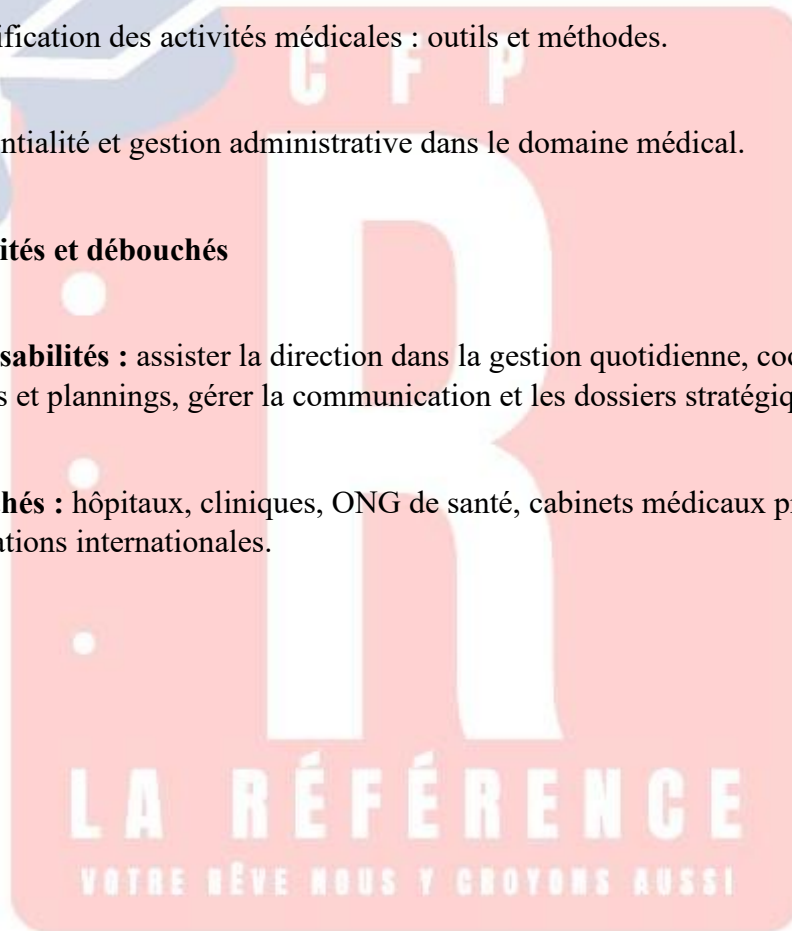 ification des activités médicales : outils et méthodes.
C F P
ntialité et gestion administrative dans le domaine médical.
ités et débouchés
sabilités : assister la direction dans la gestion quotidienne, coo
s et plannings, gérer la communication et les dossiers stratégiq
hés : hôpitaux, cliniques, ONG de santé, cabinets médicaux pr
ations internationales.
R
LA RÉFÉRENCE
VOTRE RÊVE NOUS Y CROYONS AUSSI